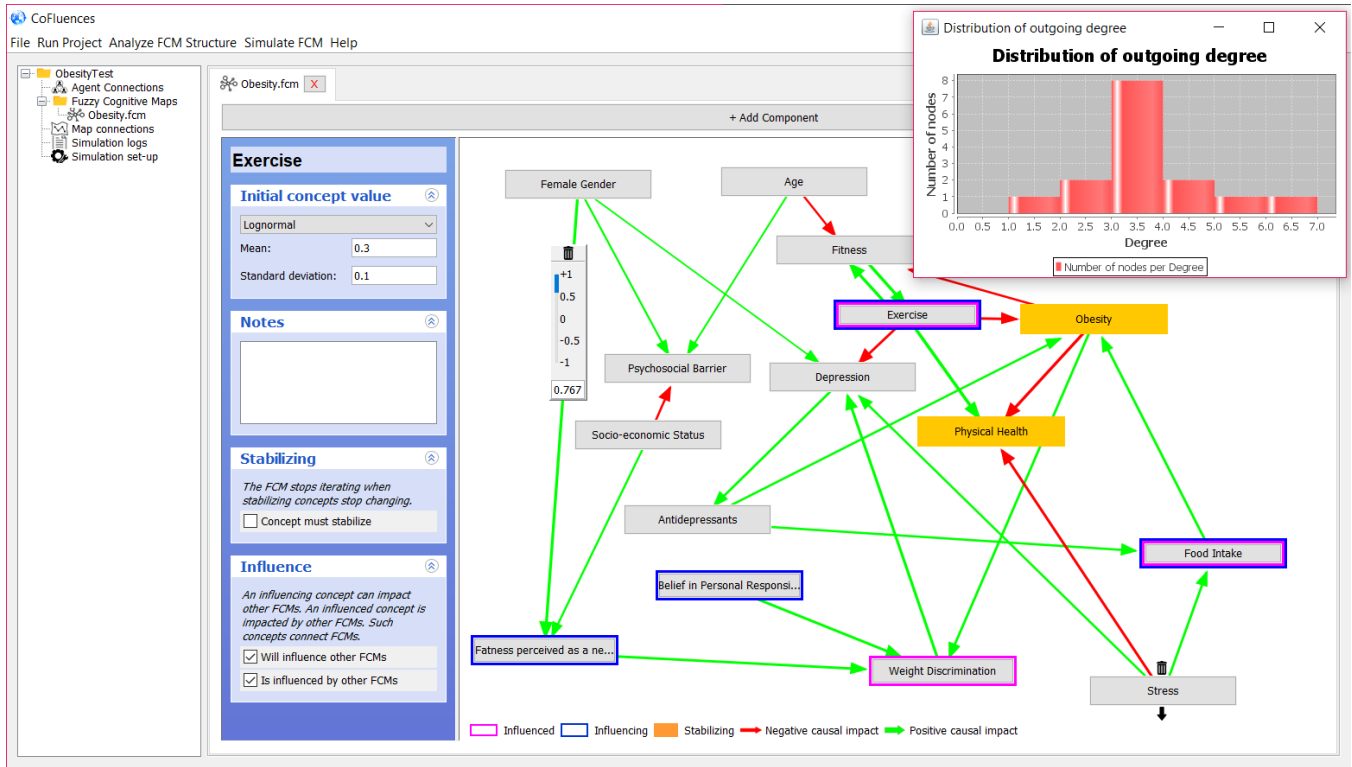 CoFluences
File Run Project Analyze FCM Structure Simulate FCM Help
ObesityTest
Agent Connections
Fuzzy Cognitive Maps
Obesity.fcm
Map connections
Simulation logs
Simulation set-up
Obesity.fcm X
+ Add Component
Exercise
Initial concept value
Lognormal
Mean: 0.3
Standard deviation: 0.1
Notes
Stabilizing
The FCM stops iterating when
stabilizing concepts stop changing.
Concept must stabilize
Influence
An influencing concept can impact
other FCMs. An influenced concept is
impacted by other FCMs. Such
concepts connect FCMs.
Will influence other FCMs
Is influenced by other FCMs
Female Gender
Age
Fitness
+1
0.5
0
-0.5
-1
0.767
Exercise
Obesity
Psychosocial Barrier
Depression
Socio-economic Status
Physical Health
Antidepressants
Food Intake
Belief in Personal Responsi...
Fatness perceived as a ne...
Weight Discrimination
Stress
Influenced Influencing Stabilizing Negative causal impact Positive causal impact
Distribution of outgoing degree
Distribution of outgoing degree
Number of nodes
8
7
6
5
4
3
2
1
0
0.0 0.5 1.0 1.5 2.0 2.5 3.0 3.5 4.0 4.5 5.0 5.5 6.0 6.5 7.0
Degree
Number of nodes per Degree